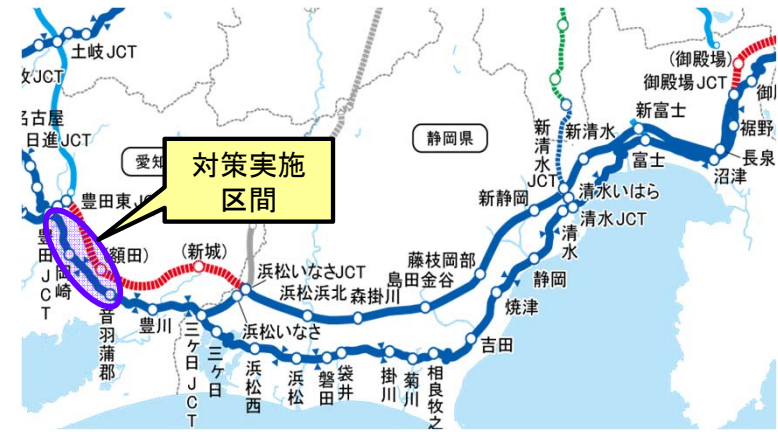 土岐JCT
JCT
名古屋
日進JCT
愛知
対策実施
区間
豊田東JC
豊田JCT
岡崎
(額田)
音羽蒲郡
(新城)
豊川
三ヶ日JCT
三ヶ日
浜松いなさJCT
浜松いなさ
浜松浜北
森掛川
浜松西
浜松
磐田
袋井
掛川
菊川
相良牧之
吉田
島田金谷
藤枝岡部
焼津
静岡
新静岡
静岡県
清水
清水JCT
清水いはら
新清水JCT
新清水
富士
新富士
沼津
長泉
裾野
(御殿場)
御殿場JCT
御